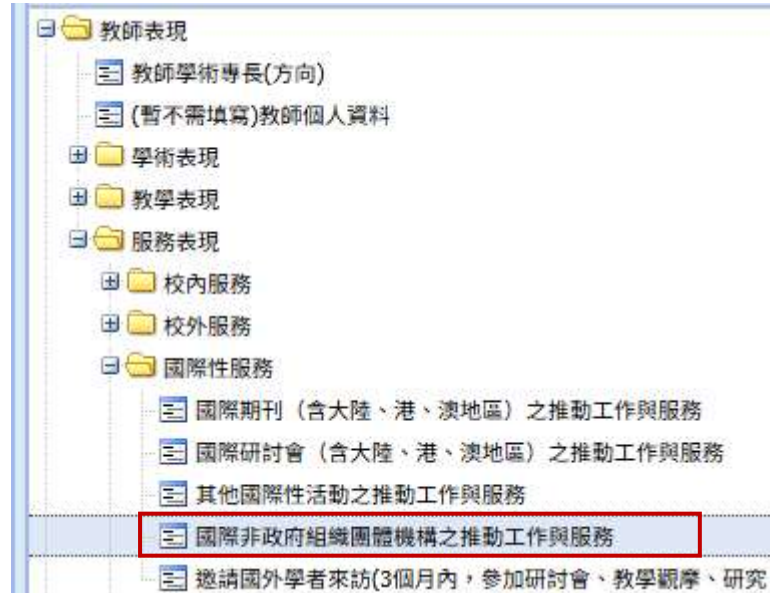 教師表現
教師學術專長(方向)
(暫不需填寫)教師個人資料
學術表現
教學表現
服務表現
校內服務
校外服務
國際性服務
國際期刊（含大陸、港、澳地區）之推動工作與服務
國際研討會（含大陸、港、澳地區）之推動工作與服務
其他國際性活動之推動工作與服務
國際非政府組織團體機構之推動工作與服務
邀請國外學者來訪(3個月內，參加研討會、教學觀摩、研究